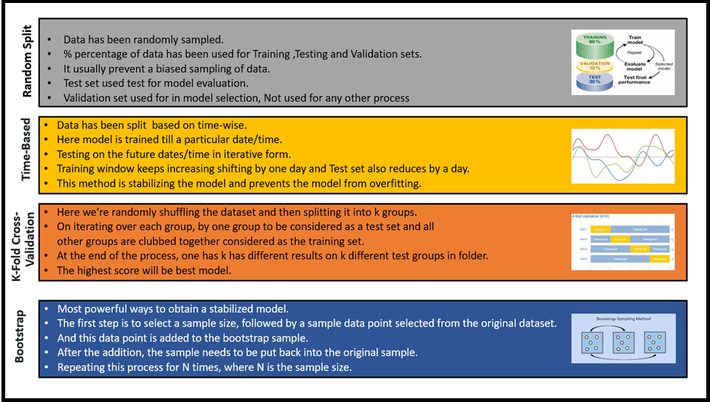 Random Split
Data has been randomly sampled.
% percentage of data has been used for Training ,Testing and Validation sets.
It usually prevent a biased sampling of data.
Test set used test for model evaluation.
Validation set used for in model selection, Not used for any other process
TRAINING
60 %
VALIDATION
10 %
TEST
30 %
Train
model
Repeat
Evaluate
model
Selected
model
Test final
performance
Time-Based
Data has been split based on time-wise.
Here model is trained till a particular date/time.
Testing on the future dates/time in iterative form.
Training window keeps increasing shifting by one day and Test set also reduces by a day.
This method is stabilizing the model and prevents the model from overfitting.
K-Fold Cross-
Validation
Here we're randomly shuffling the dataset and then splitting it into k groups.
On iterating over each group, by one group to be considered as a test set and all
other groups are clubbed together considered as the training set.
At the end of the process, one has k has different results on k different test groups in folder.
The highest score will be best model.
Bootstrap
Most powerful ways to obtain a stabilized model.
The first step is to select a sample size, followed by a sample data point selected from the original dataset.
And this data point is added to the bootstrap sample.
After the addition, the sample needs to be put back into the original sample.
Repeating this process for N times, where N is the sample size.
Bootstrap Sampling Method